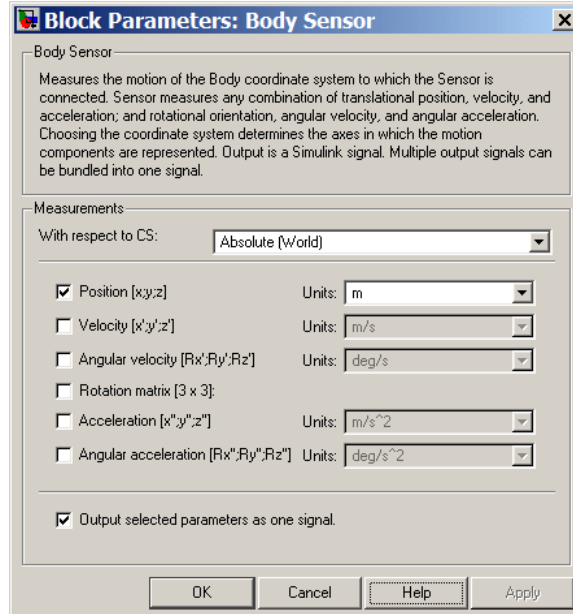 Block Parameters: Body Sensor
Body Sensor
Measures the motion of the Body coordinate system to which the Sensor is
connected. Sensor measures any combination of translational position, velocity, and
acceleration; and rotational orientation, angular velocity, and angular acceleration.
Choosing the coordinate system determines the axes in which the motion
components are represented. Output is a Simulink signal. Multiple output signals can
be bundled into one signal.
Measurements
With respect to CS: Absolute (World)
Position [x;y;z] Units: m
Velocity [x';y';z'] Units: m/s
Angular velocity [Rx';Ry';Rz'] Units: deg/s
Rotation matrix [3 x 3]:
Acceleration [x";y";z"] Units: m/s^2
Angular acceleration [Rx";Ry";Rz"] Units: deg/s^2
Output selected parameters as one signal.
OK Cancel Help Apply